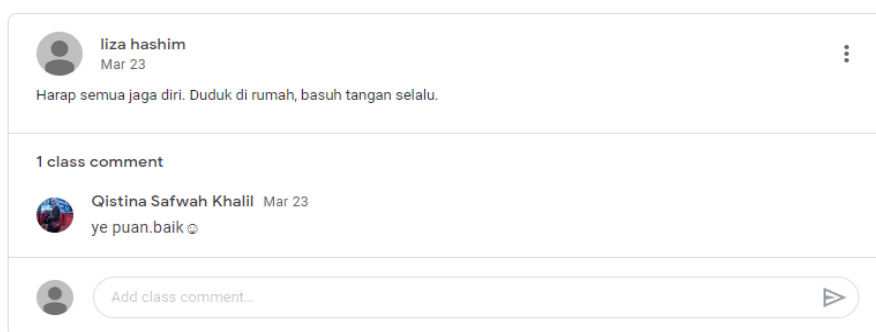 liza hashim
Mar 23
Harap semua jaga diri. Duduk di rumah, basuh tangan selalu.
1 class comment
Qistina Safwah Khalil Mar 23
ye puan.baik☺
Add class comment...